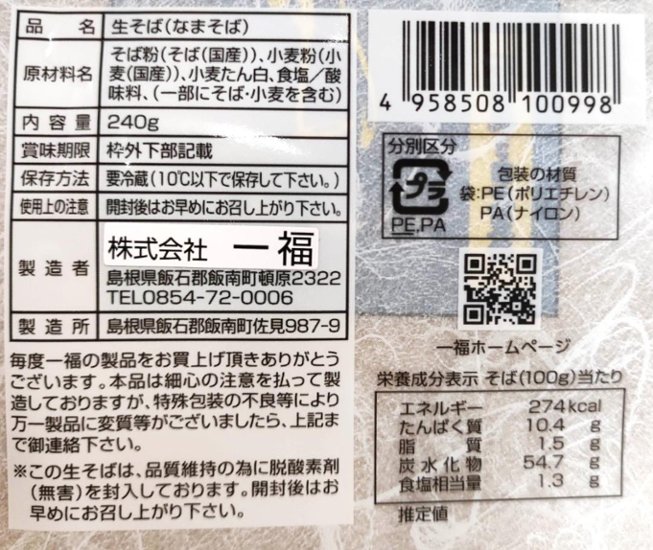 品名 生そば(なまそば)
原材料名 そば粉(そば(国産))、小麦粉(小
麦(国産))、小麦たん白、食塩/酸
味料、(一部にそば・小麦を含む)
内容量 240g
賞味期限 枠外下部記載
保存方法 要冷蔵(10℃以下で保存して下さい。)
使用上の注意 開封後はお早めにお召し上がり下さい。
製造者 株式会社 一福
島根県飯石郡飯南町頓原2322
TEL0854-72-0006
製造所 島根県飯石郡飯南町佐見987-9
毎度一福の製品をお買上げ頂きありがとう
ございます。本品は細心の注意を払って製
造しておりますが、特殊包装の不良等により
万一製品に変質等がございましたら、上記ま
で御連絡下さい。
※この生そばは、品質維持の為に脱酸素剤
(無害)を封入しております。開封後はお
早めにお召し上がり下さい。
4 958508 100998
分別区分
プラ
PE,PA
包装の材質
袋:PE(ポリエチレン)
PA(ナイロン)
一福ホームページ
栄養成分表示 そば(100g)当たり
エネルギー 274kcal
たんぱく質 10.4 g
脂質 1.5 g
炭水化物 54.7 g
食塩相当量 1.3 g
推定値